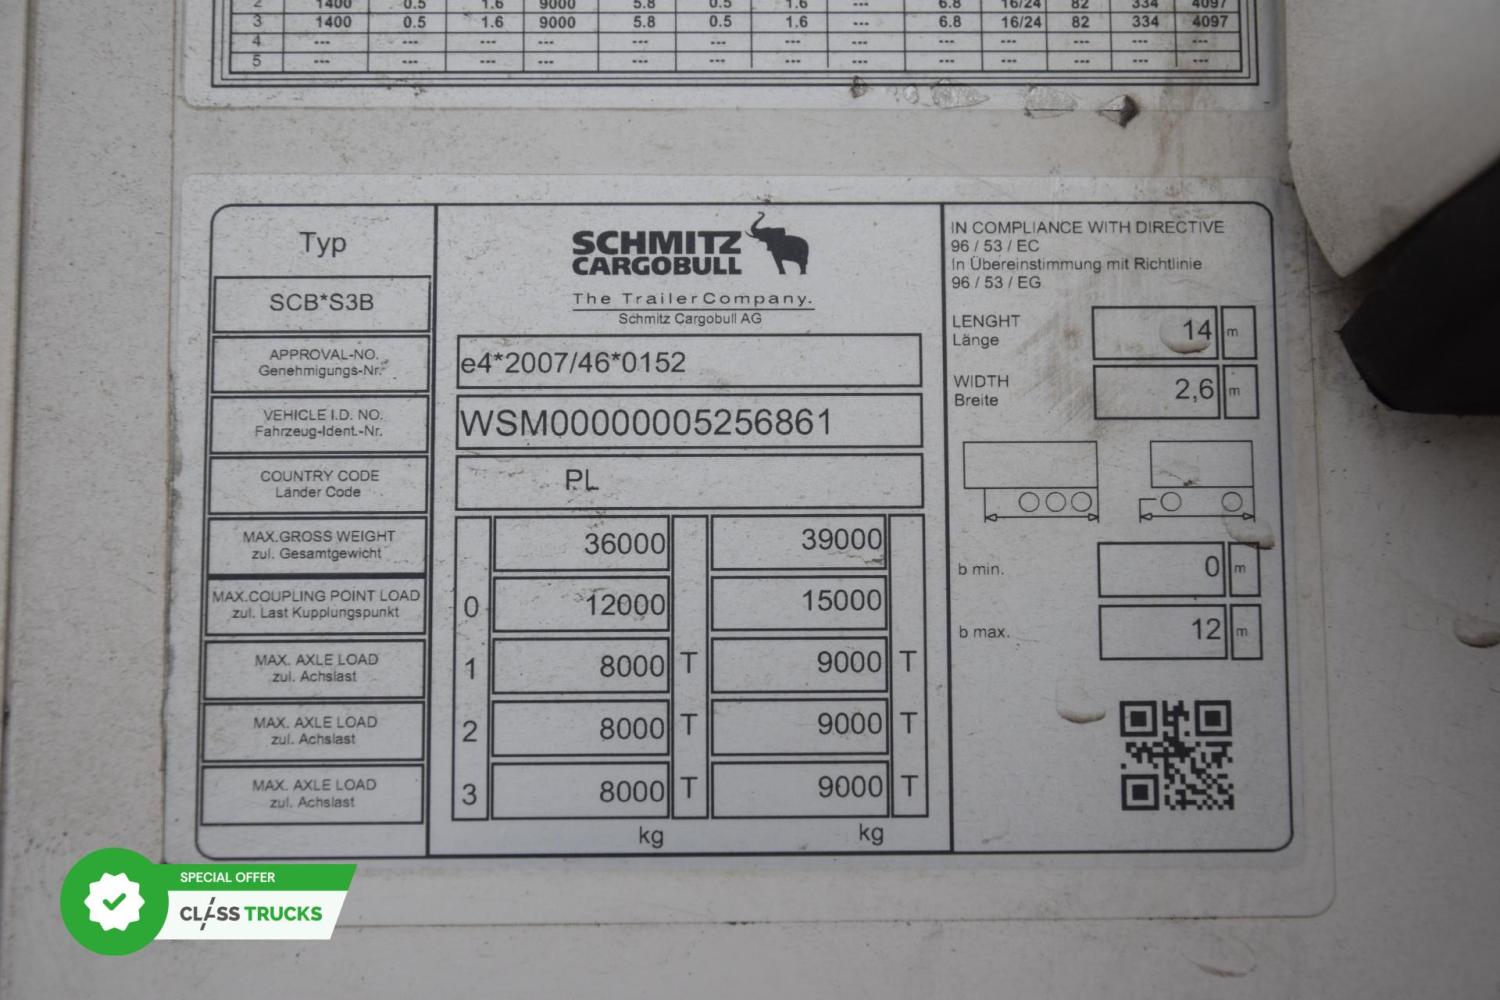 2 1400 0.5 1.6 9000 5.8 0.5 1.6 --- 6.8 16/24 82 334 4097
3 1400 0.5 1.6 9000 5.8 0.5 1.6 --- 6.8 16/24 82 334 4097
4 --- --- --- --- --- --- --- --- --- --- --- --- ---
5 --- --- --- --- --- --- --- --- --- --- --- --- ---
Typ
SCB*S3B
SCHMITZ
CARGOBULL
The TrailerCompany.
Schmitz Cargobull AG
APPROVAL-NO.
Genehmigungs-Nr.
e4*2007/46*0152
VEHICLE I.D. NO.
Fahrzeug-Ident.-Nr.
WSM00000005256861
COUNTRY CODE
Länder Code
PL
MAX.GROSS WEIGHT
zul. Gesamtgewicht
36000 39000
MAX.COUPLING POINT LOAD
zul. Last Kupplungspunkt
0 12000 15000
MAX. AXLE LOAD
zul. Achslast
1 8000 T 9000 T
MAX. AXLE LOAD
zul. Achslast
2 8000 T 9000 T
MAX. AXLE LOAD
zul. Achslast
3 8000 T 9000 T
kg kg
IN COMPLIANCE WITH DIRECTIVE
96 / 53 / EC
In Übereinstimmung mit Richtlinie
96 / 53 / EG
LENGHT
Länge
14 m
WIDTH
Breite
2,6 m
b min. 0 m
b max. 12 m
SPECIAL OFFER
CLASS TRUCKS